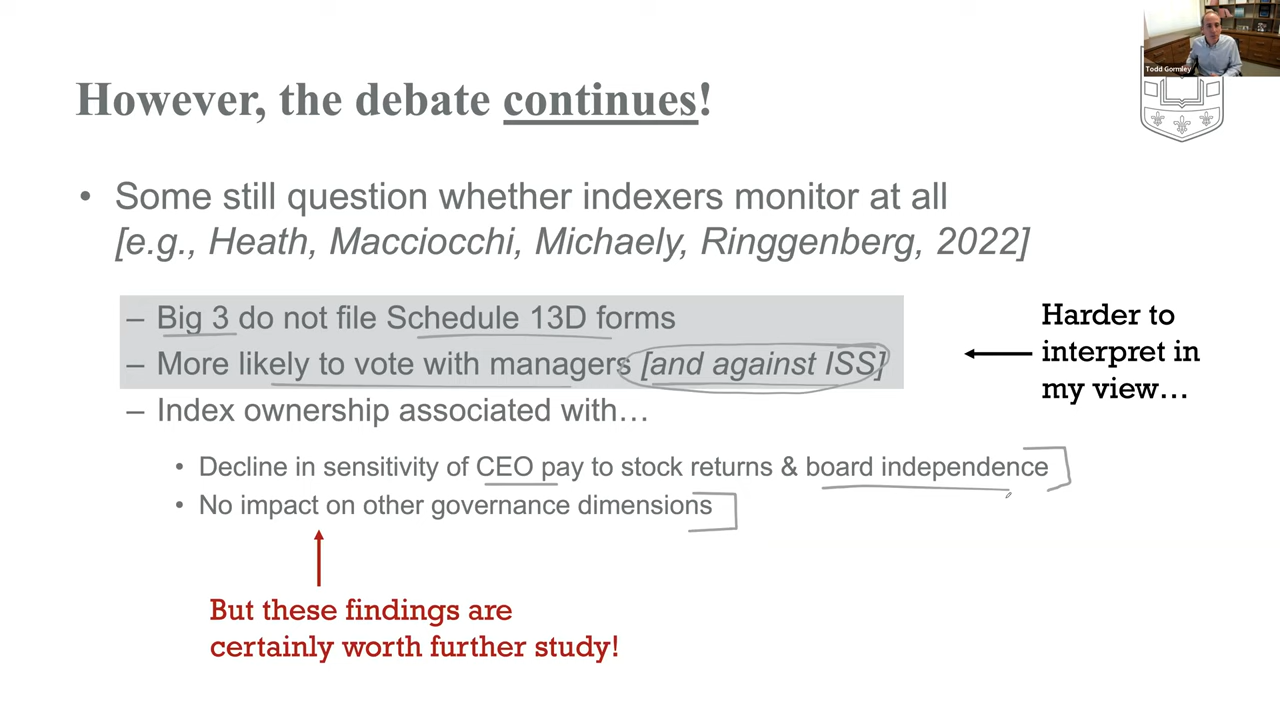 Todd Gormley
However, the debate continues!
• Some still question whether indexers monitor at all
[e.g., Heath, Macciocchi, Michaely, Ringgenberg, 2022]
– Big 3 do not file Schedule 13D forms
– More likely to vote with managers [and against ISS]
– Index ownership associated with…
• Decline in sensitivity of CEO pay to stock returns & board independence
• No impact on other governance dimensions
Harder to
interpret in
my view…
But these findings are
certainly worth further study!